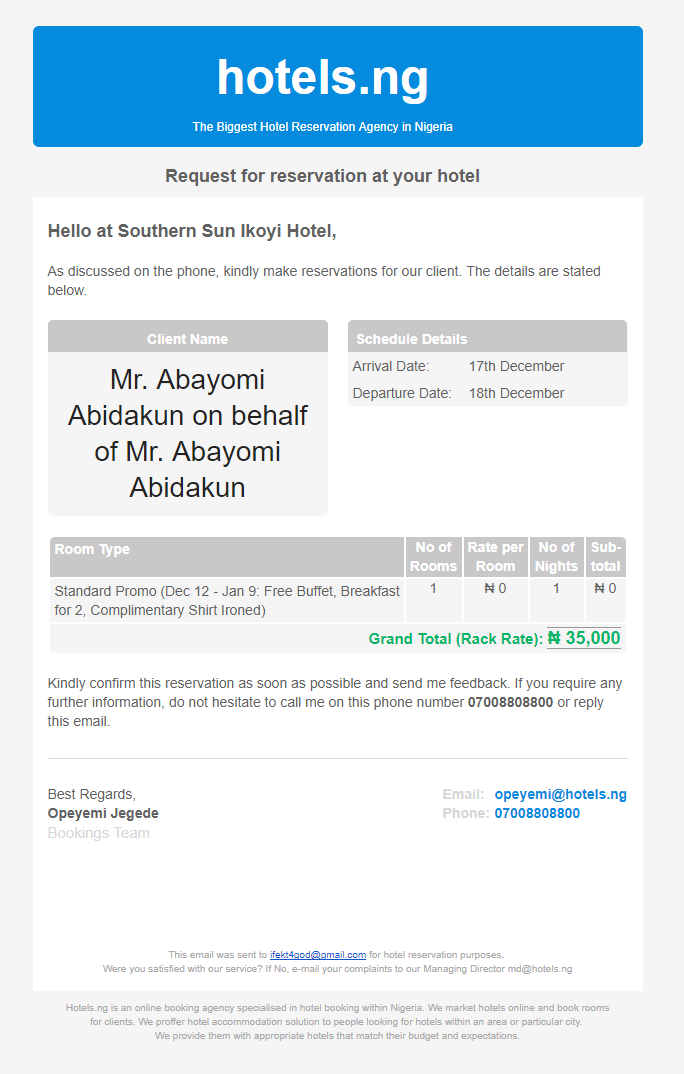 hotels.ng
The Biggest Hotel Reservation Agency in Nigeria
Request for reservation at your hotel
Hello at Southern Sun Ikoyi Hotel,
As discussed on the phone, kindly make reservations for our client. The details are stated
below.
Client Name
Mr. Abayomi
Abidakun on behalf
of Mr. Abayomi
Abidakun
Schedule Details
Arrival Date: 17th December
Departure Date: 18th December
Room Type No of Rooms Rate per Room No of Nights Sub-total
Standard Promo (Dec 12 - Jan 9: Free Buffet, Breakfast 1 ₦ 0 1 ₦ 0
for 2, Complimentary Shirt Ironed)
Grand Total (Rack Rate): ₦ 35,000
Kindly confirm this reservation as soon as possible and send me feedback. If you require any
further information, do not hesitate to call me on this phone number 07008808800 or reply
this email.
Best Regards,
Opeyemi Jegede
Bookings Team
Email: opeyemi@hotels.ng
Phone: 07008808800
This email was sent to ifekt4god@gmail.com for hotel reservation purposes.
Were you satisfied with our service? If No, e-mail your complaints to our Managing Director md@hotels.ng
Hotels.ng is an online booking agency specialised in hotel booking within Nigeria. We market hotels online and book rooms
for clients. We proffer hotel accommodation solution to people looking for hotels within an area or particular city.
We provide them with appropriate hotels that match their budget and expectations.